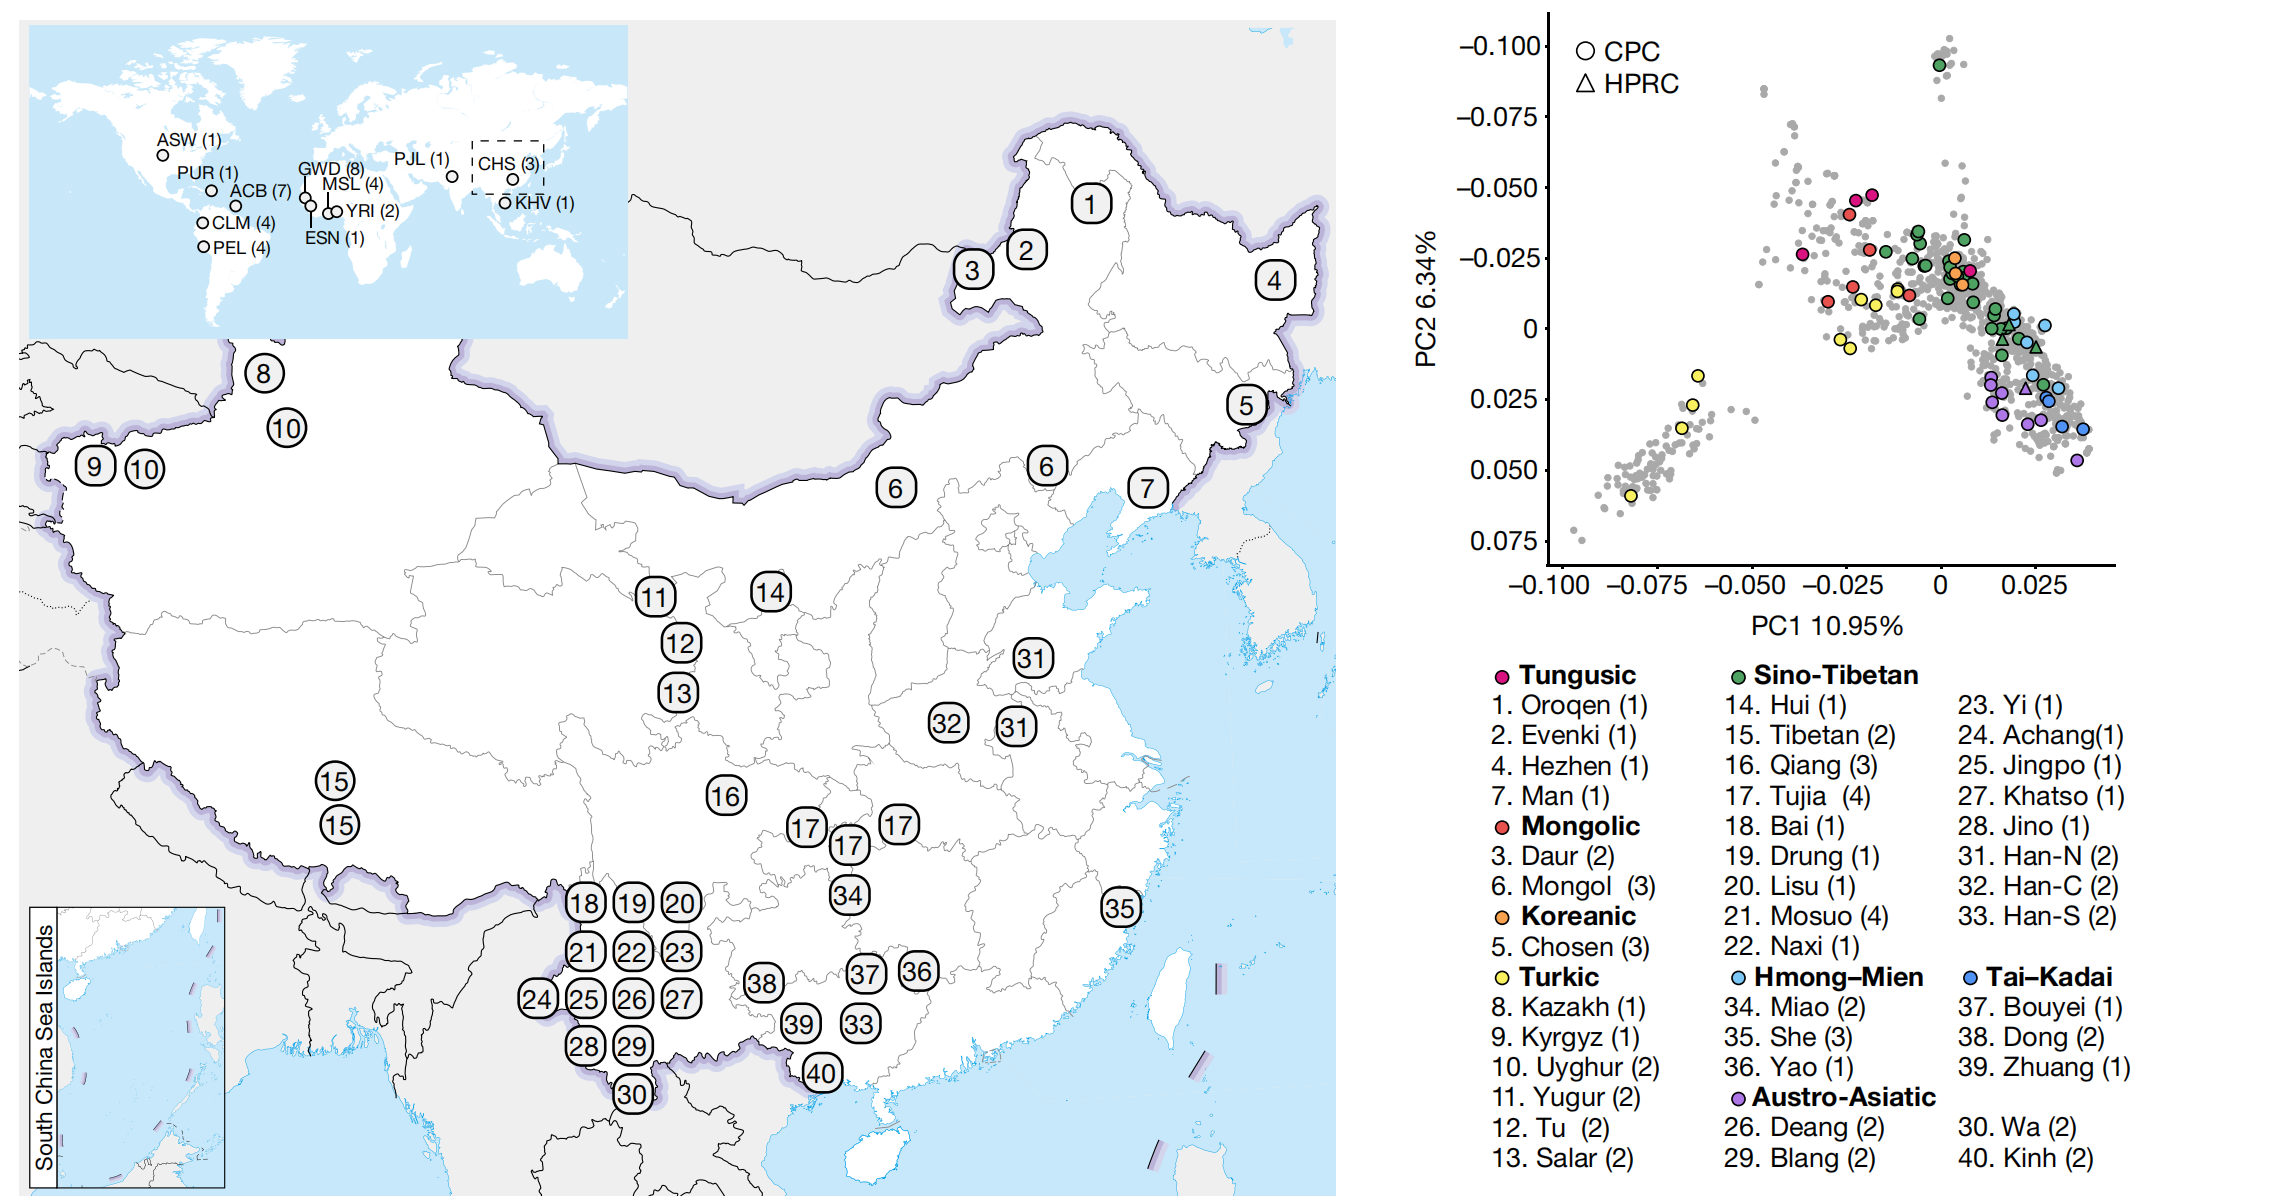 ASW (1)
PUR (1)
ACB (7)
CLM (4)
PEL (4)
GWD (8)
MSL (4)
YRI (2)
ESN (1)
PJL (1)
CHS (3)
KHV (1)
1
2
3
4
5
8
10
9
10
6
6
7
11
14
12
13
31
32
31
15
15
16
17
17
17
34
35
18
19
20
21
22
23
24
25
26
27
38
37
36
39
33
28
29
40
30
South China Sea Islands
CPC
HPRC
–0.100
–0.075
–0.050
–0.025
0
0.025
0.050
0.075
PC2 6.34%
–0.100
–0.075
–0.050
–0.025
0
0.025
PC1 10.95%
Tungusic
1. Oroqen (1)
2. Evenki (1)
4. Hezhen (1)
7. Man (1)
Mongolic
3. Daur (2)
6. Mongol (3)
Koreanic
5. Chosen (3)
Turkic
8. Kazakh (1)
9. Kyrgyz (1)
10. Uyghur (2)
11. Yugur (2)
12. Tu (2)
13. Salar (2)
Sino-Tibetan
14. Hui (1)
15. Tibetan (2)
16. Qiang (3)
17. Tujia (4)
18. Bai (1)
19. Drung (1)
20. Lisu (1)
21. Mosuo (4)
22. Naxi (1)
23. Yi (1)
24. Achang(1)
25. Jingpo (1)
27. Khatso (1)
28. Jino (1)
31. Han-N (2)
32. Han-C (2)
33. Han-S (2)
Hmong–Mien
34. Miao (2)
35. She (3)
36. Yao (1)
Tai–Kadai
37. Bouyei (1)
38. Dong (2)
39. Zhuang (1)
Austro-Asiatic
26. Deang (2)
29. Blang (2)
30. Wa (2)
40. Kinh (2)